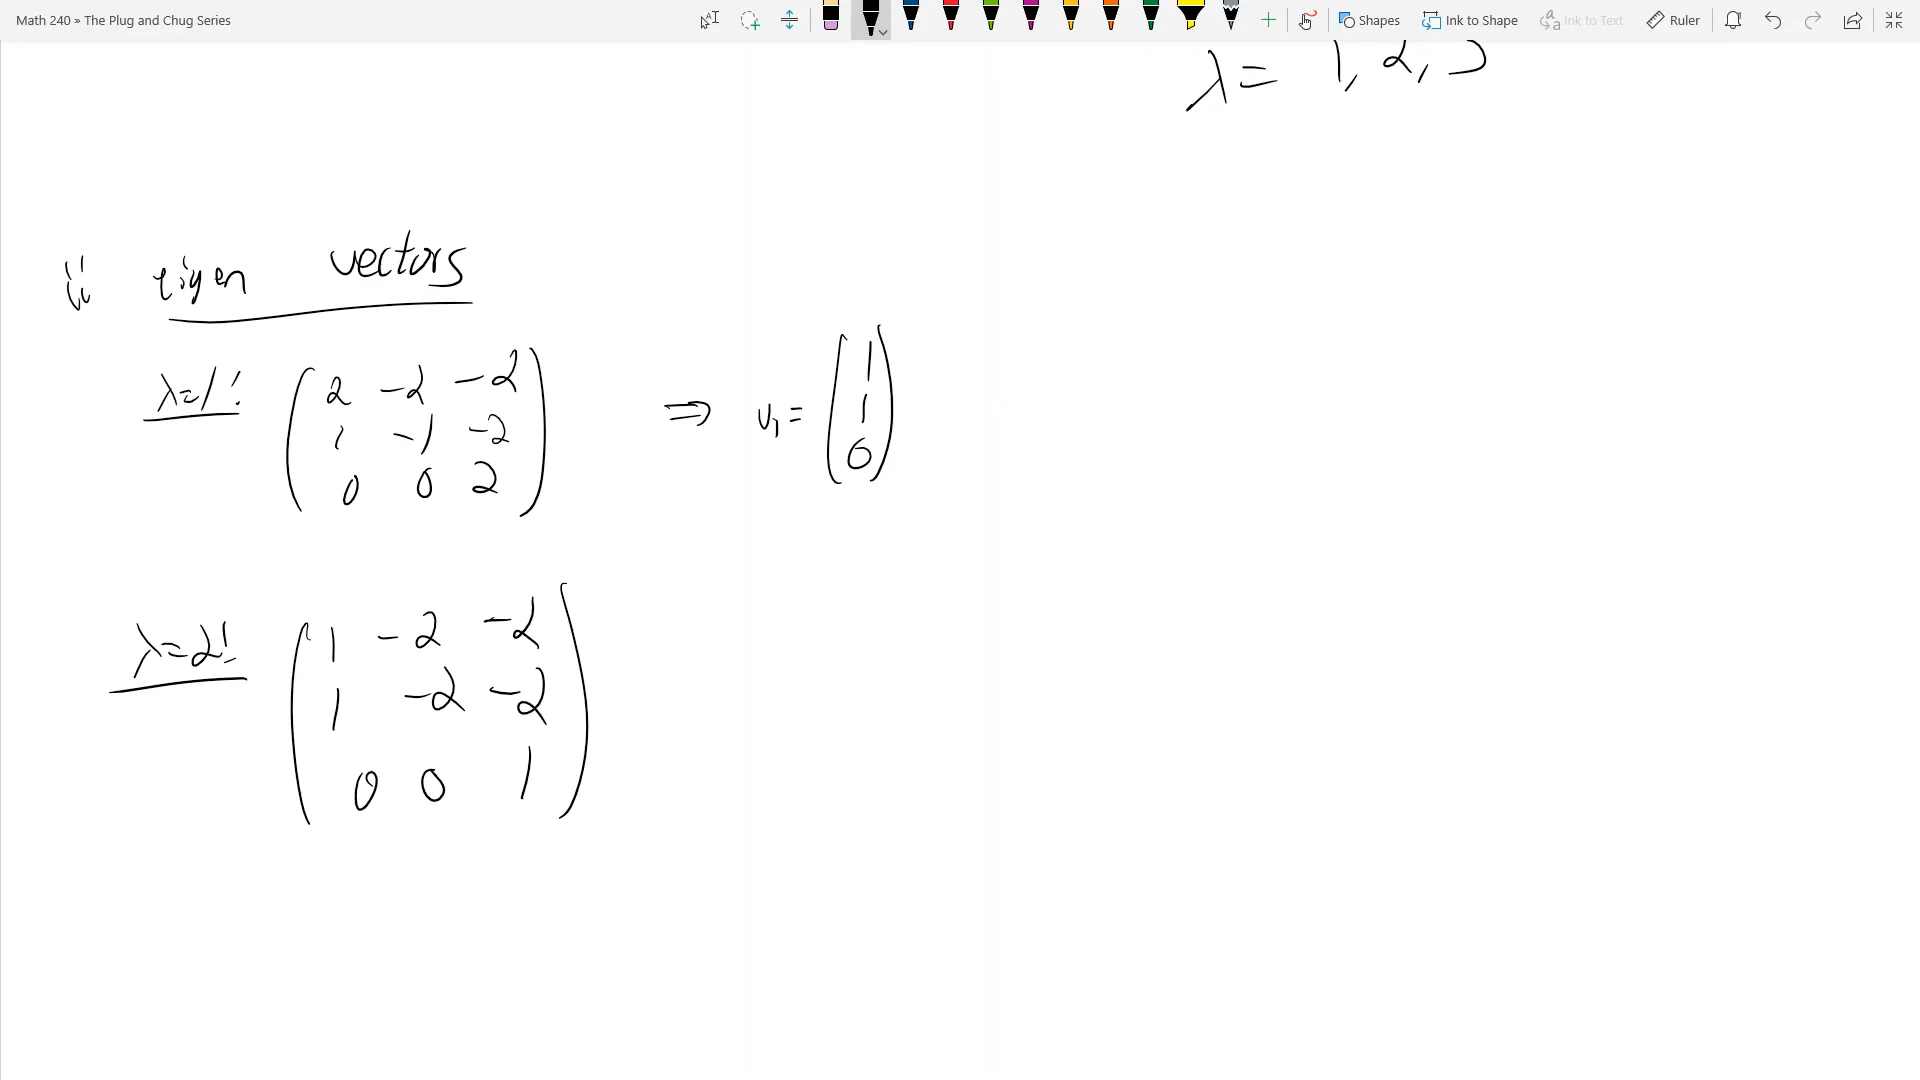 Math 240 » The Plug and Chug Series
Shapes
Ink to Shape
Ink to Text
Ruler
λ = 1, 2, 3
ii eigen vectors
λ=1:
2 -2 -2
1 -1 -2
0 0 2
⇒ v₁ =
1
1
0
λ=2:
1 -2 -2
1 -2 -2
0 0 1